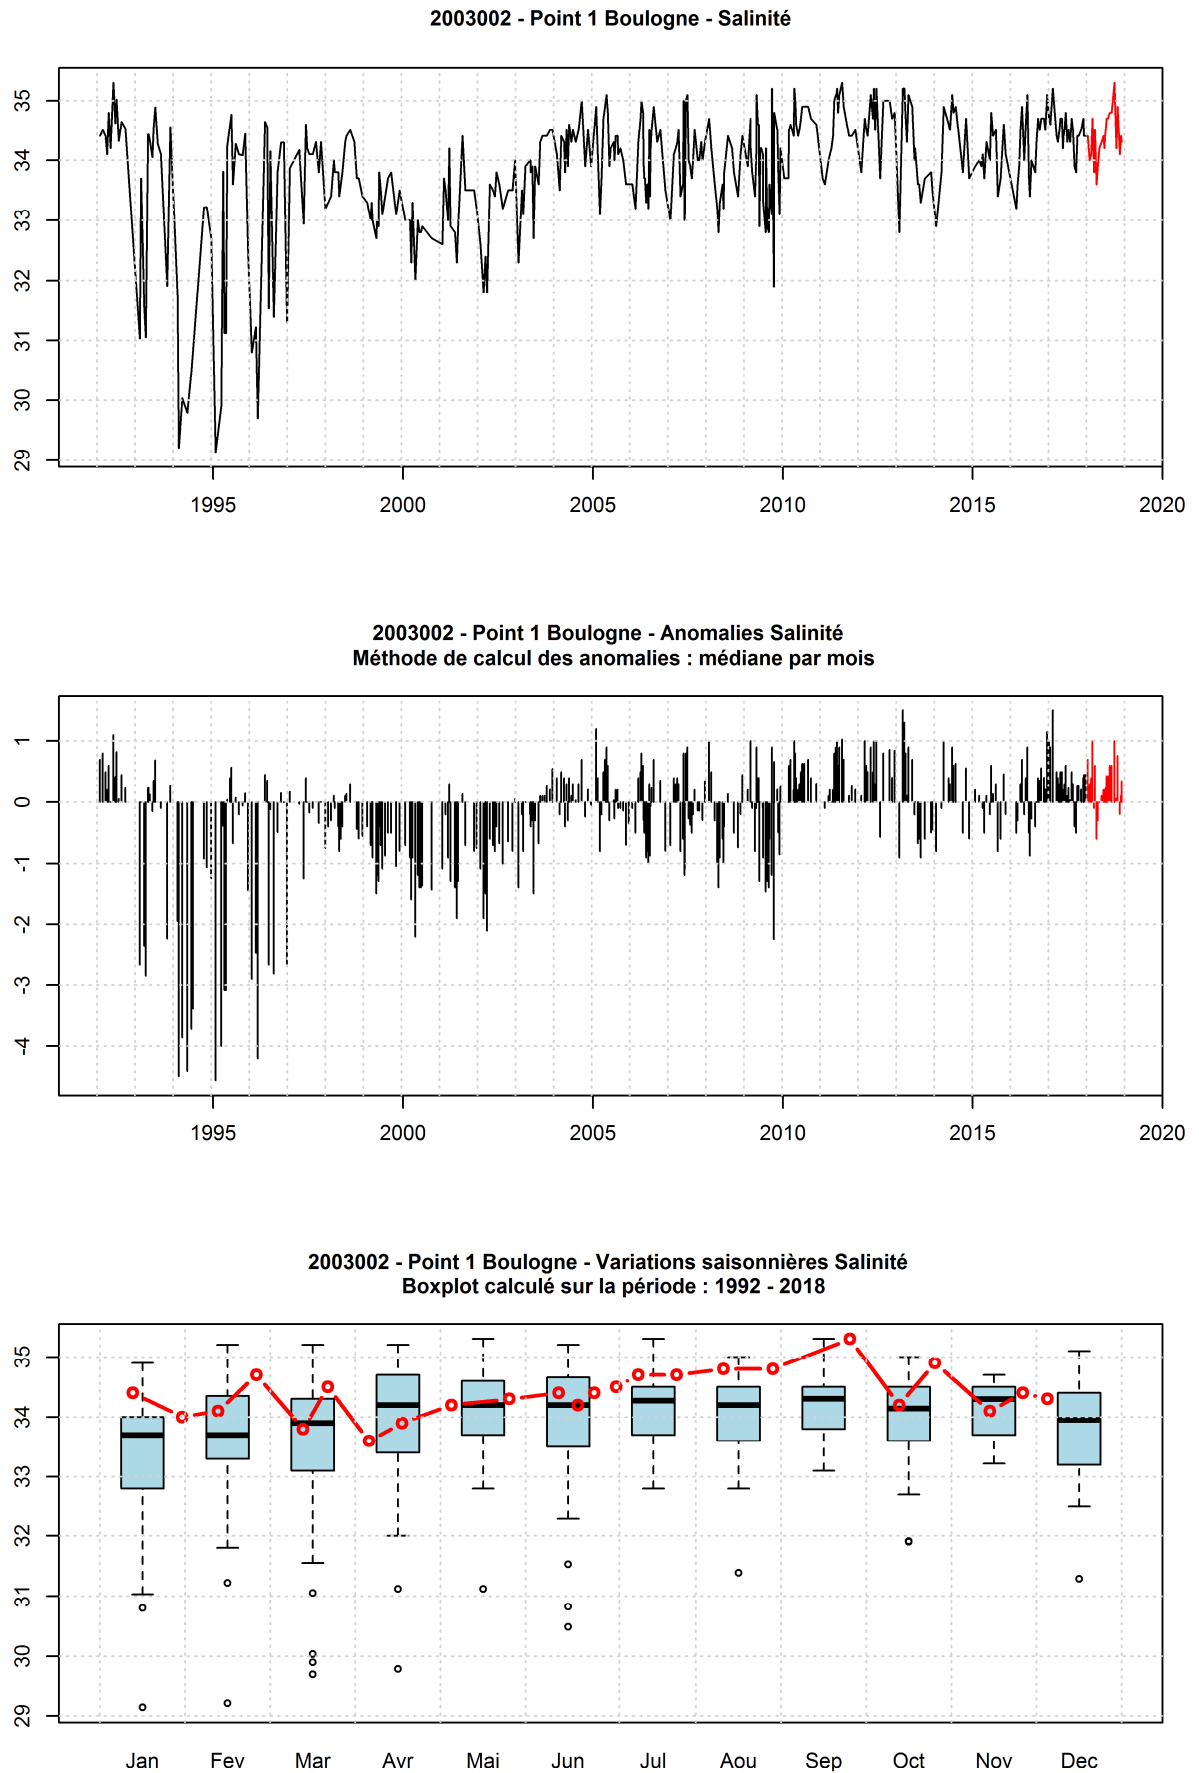 2003002 - Point 1 Boulogne - Salinité
35
34
33
32
31
30
29
1995 2000 2005 2010 2015 2020
2003002 - Point 1 Boulogne - Anomalies Salinité
Méthode de calcul des anomalies : médiane par mois
1
0
-1
-2
-3
-4
1995 2000 2005 2010 2015 2020
2003002 - Point 1 Boulogne - Variations saisonnières Salinité
Boxplot calculé sur la période : 1992 - 2018
35
34
33
32
31
30
29
Jan Fev Mar Avr Mai Jun Jul Aou Sep Oct Nov Dec